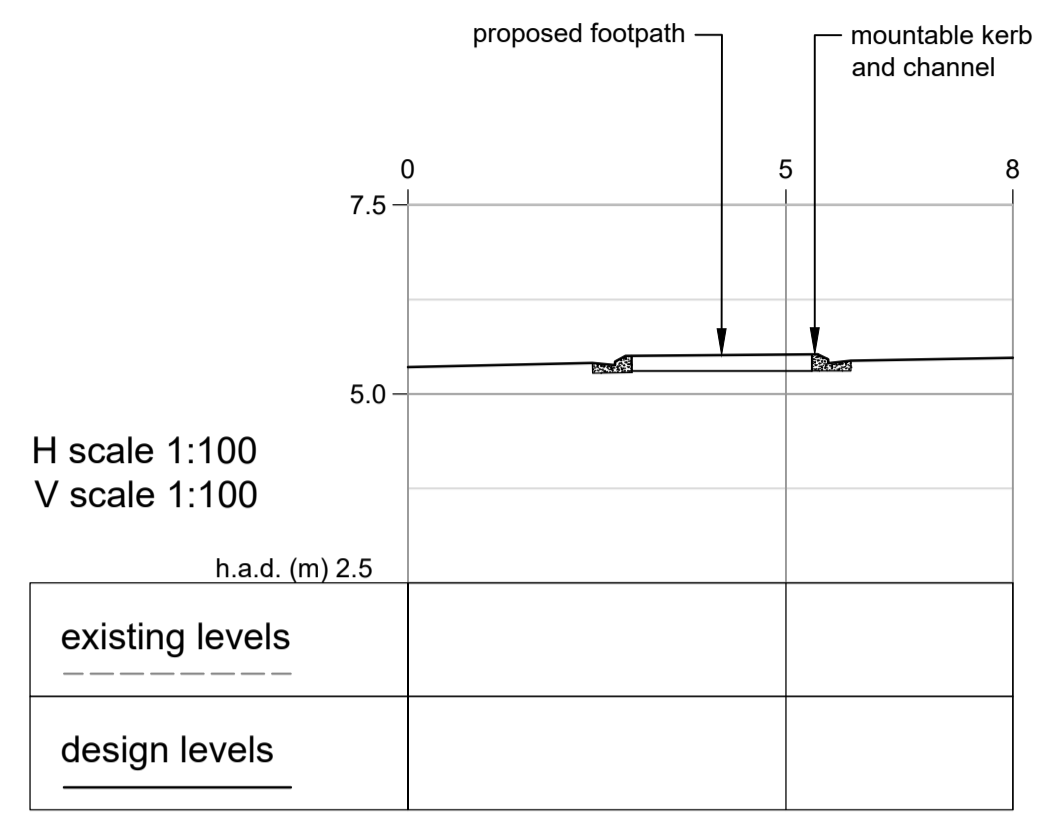 proposed footpath
mountable kerb
and channel
0 5 8
7.5
5.0
H scale 1:100
V scale 1:100
h.a.d. (m) 2.5
existing levels
design levels